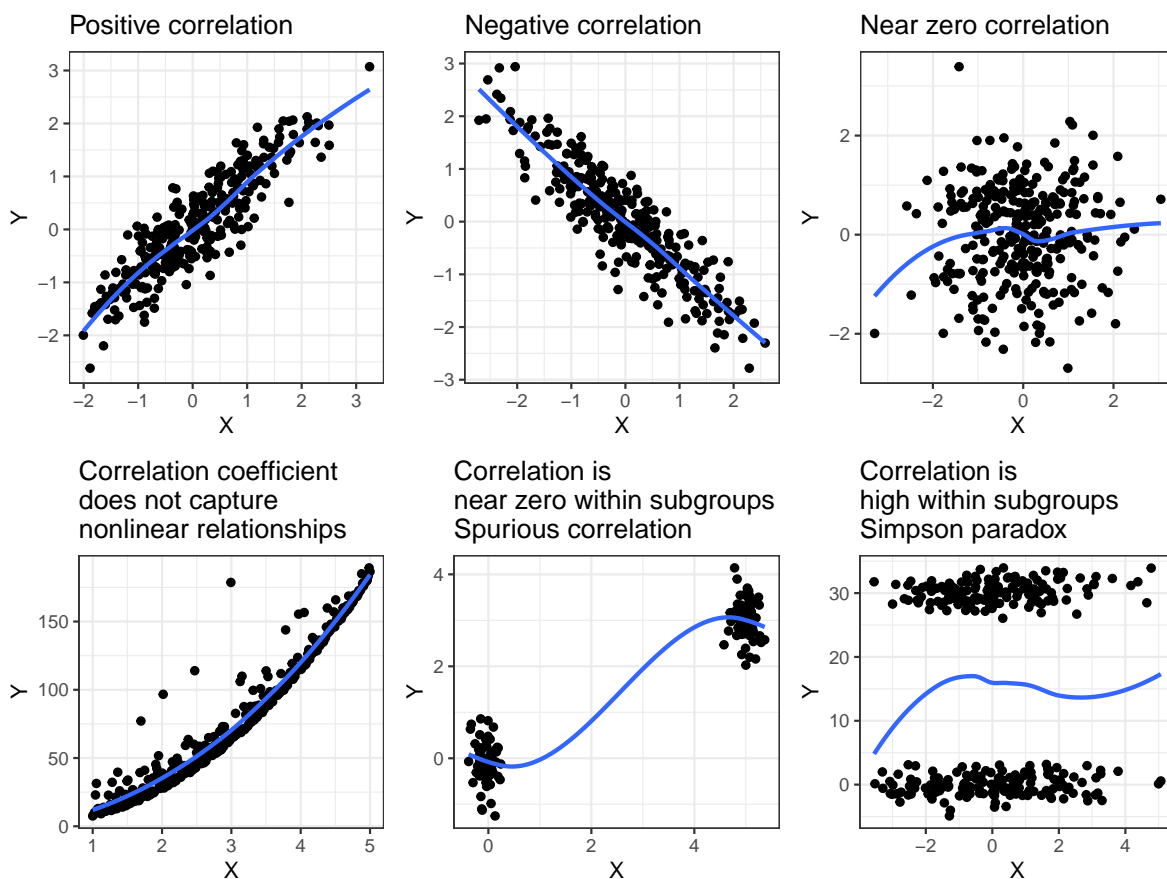 Positive correlation
3
2
1
0
−1
−2
Y
−2 −1 0 1 2 3
X
Negative correlation
3
2
1
0
−1
−2
−3
Y
−2 −1 0 1 2
X
Near zero correlation
2
0
−2
Y
−2 0 2
X
Correlation coefficient
does not capture
nonlinear relationships
150
100
50
0
Y
1 2 3 4 5
X
Correlation is
near zero within subgroups
Spurious correlation
4
2
0
Y
0 2 4
X
Correlation is
high within subgroups
Simpson paradox
30
20
10
0
Y
−2 0 2 4
X